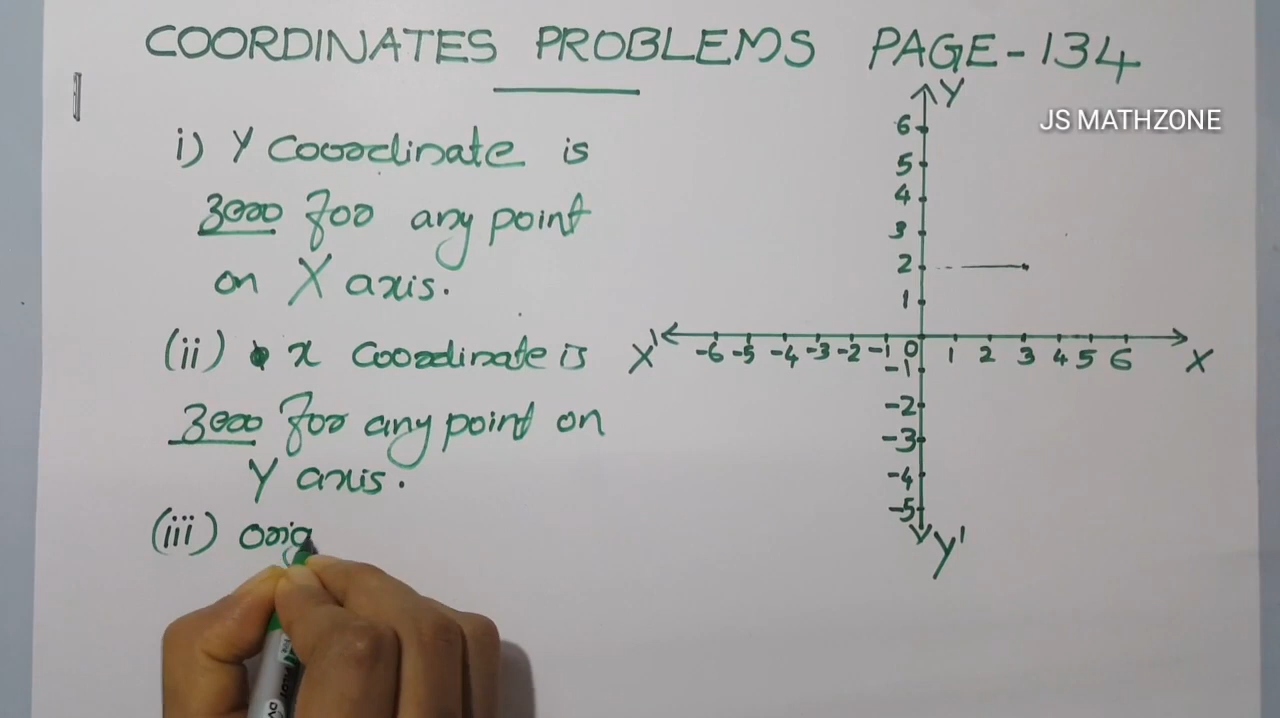 COORDINATES PROBLEMS PAGE-134
JS MATHZONE
i) Y coordinate is
zero for any point
on X axis.
(ii) x coordinate is
zero for any point on
Y axis.
(iii) orig
Y
6
5
4
3
2
1
X' -6 -5 -4 -3 -2 -1 0 1 2 3 4 5 6 X
-1
-2
-3
-4
-5
Y'